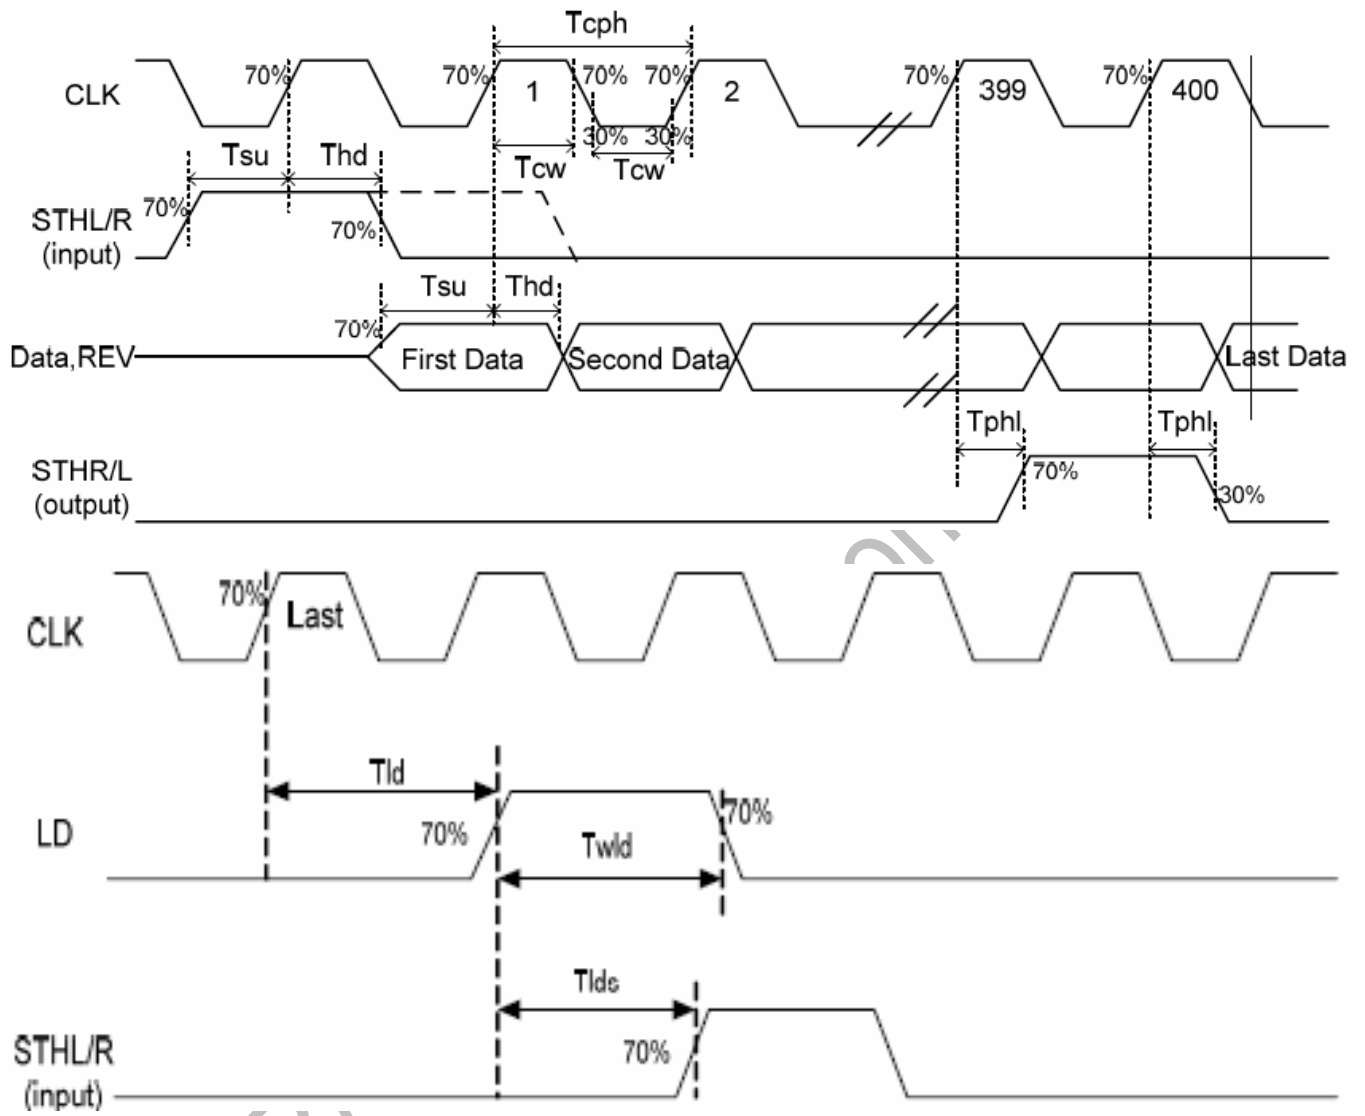 Tcph
CLK
70%
70%
1
70%
70%
2
70%
399
70%
400
30%
30%
Tsu
Thd
Tcw
Tcw
STHL/R
(input)
70%
70%
Tsu
Thd
70%
Data,REV
First Data
Second Data
Last Data
Tphl
Tphl
STHR/L
(output)
70%
30%
CLK
70%
Last
Tld
LD
70%
Twld
70%
Tlds
STHL/R
(input)
70%